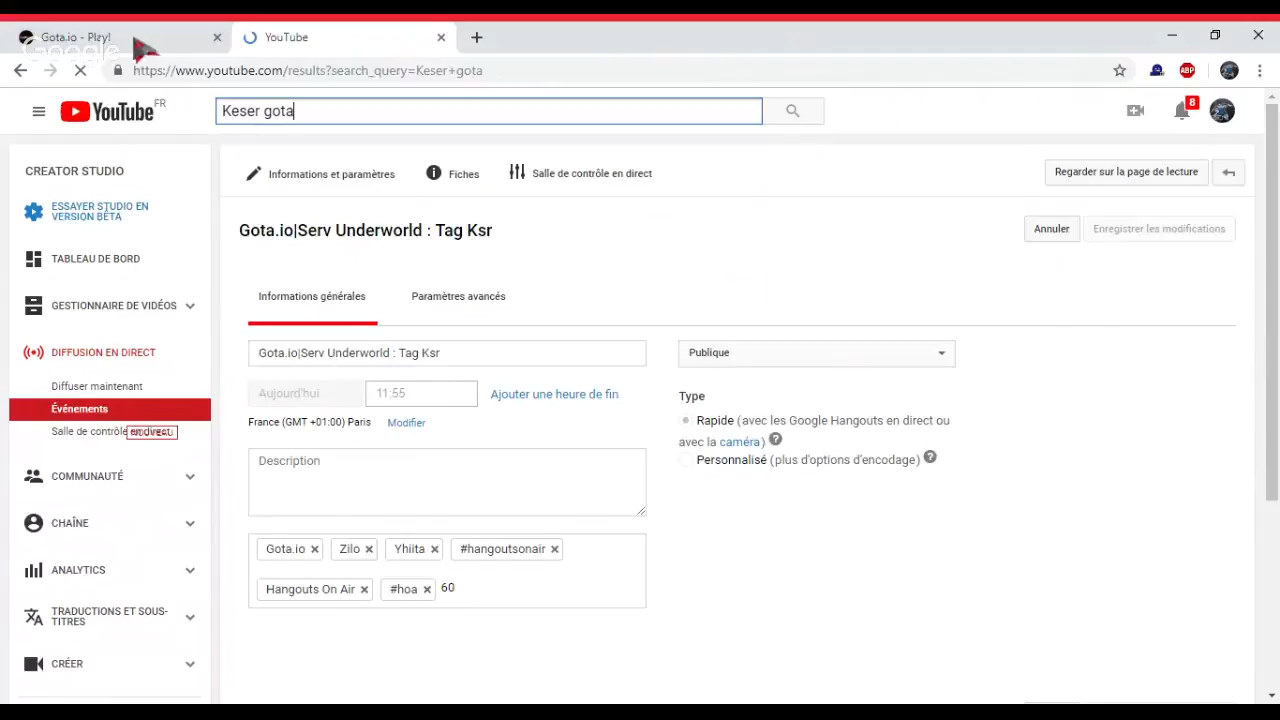 Gota.io - Play!
YouTube
Google
https://www.youtube.com/results?search_query=Keser+gota
ABP
YouTube FR
Keser gota
8
CREATOR STUDIO
ESSAYER STUDIO EN
VERSION BÊTA
TABLEAU DE BORD
GESTIONNAIRE DE VIDÉOS
DIFFUSION EN DIRECT
Diffuser maintenant
Événements
Salle de contrôle en direct
NOUVEAU
COMMUNAUTÉ
CHAÎNE
ANALYTICS
TRADUCTIONS ET SOUS-
TITRES
CRÉER
Informations et paramètres
Fiches
Salle de contrôle en direct
Regarder sur la page de lecture
Gota.io|Serv Underworld : Tag Ksr
Annuler
Enregistrer les modifications
Informations générales
Paramètres avancés
Gota.io|Serv Underworld : Tag Ksr
Aujourd'hui
11:55
Ajouter une heure de fin
France (GMT +01:00) Paris
Modifier
Description
Gota.io
Zilo
Yhiita
#hangoutsonair
Hangouts On Air
#hoa
60
Publique
Type
Rapide (avec les Google Hangouts en direct ou
avec la caméra)
Personnalisé (plus d'options d'encodage)